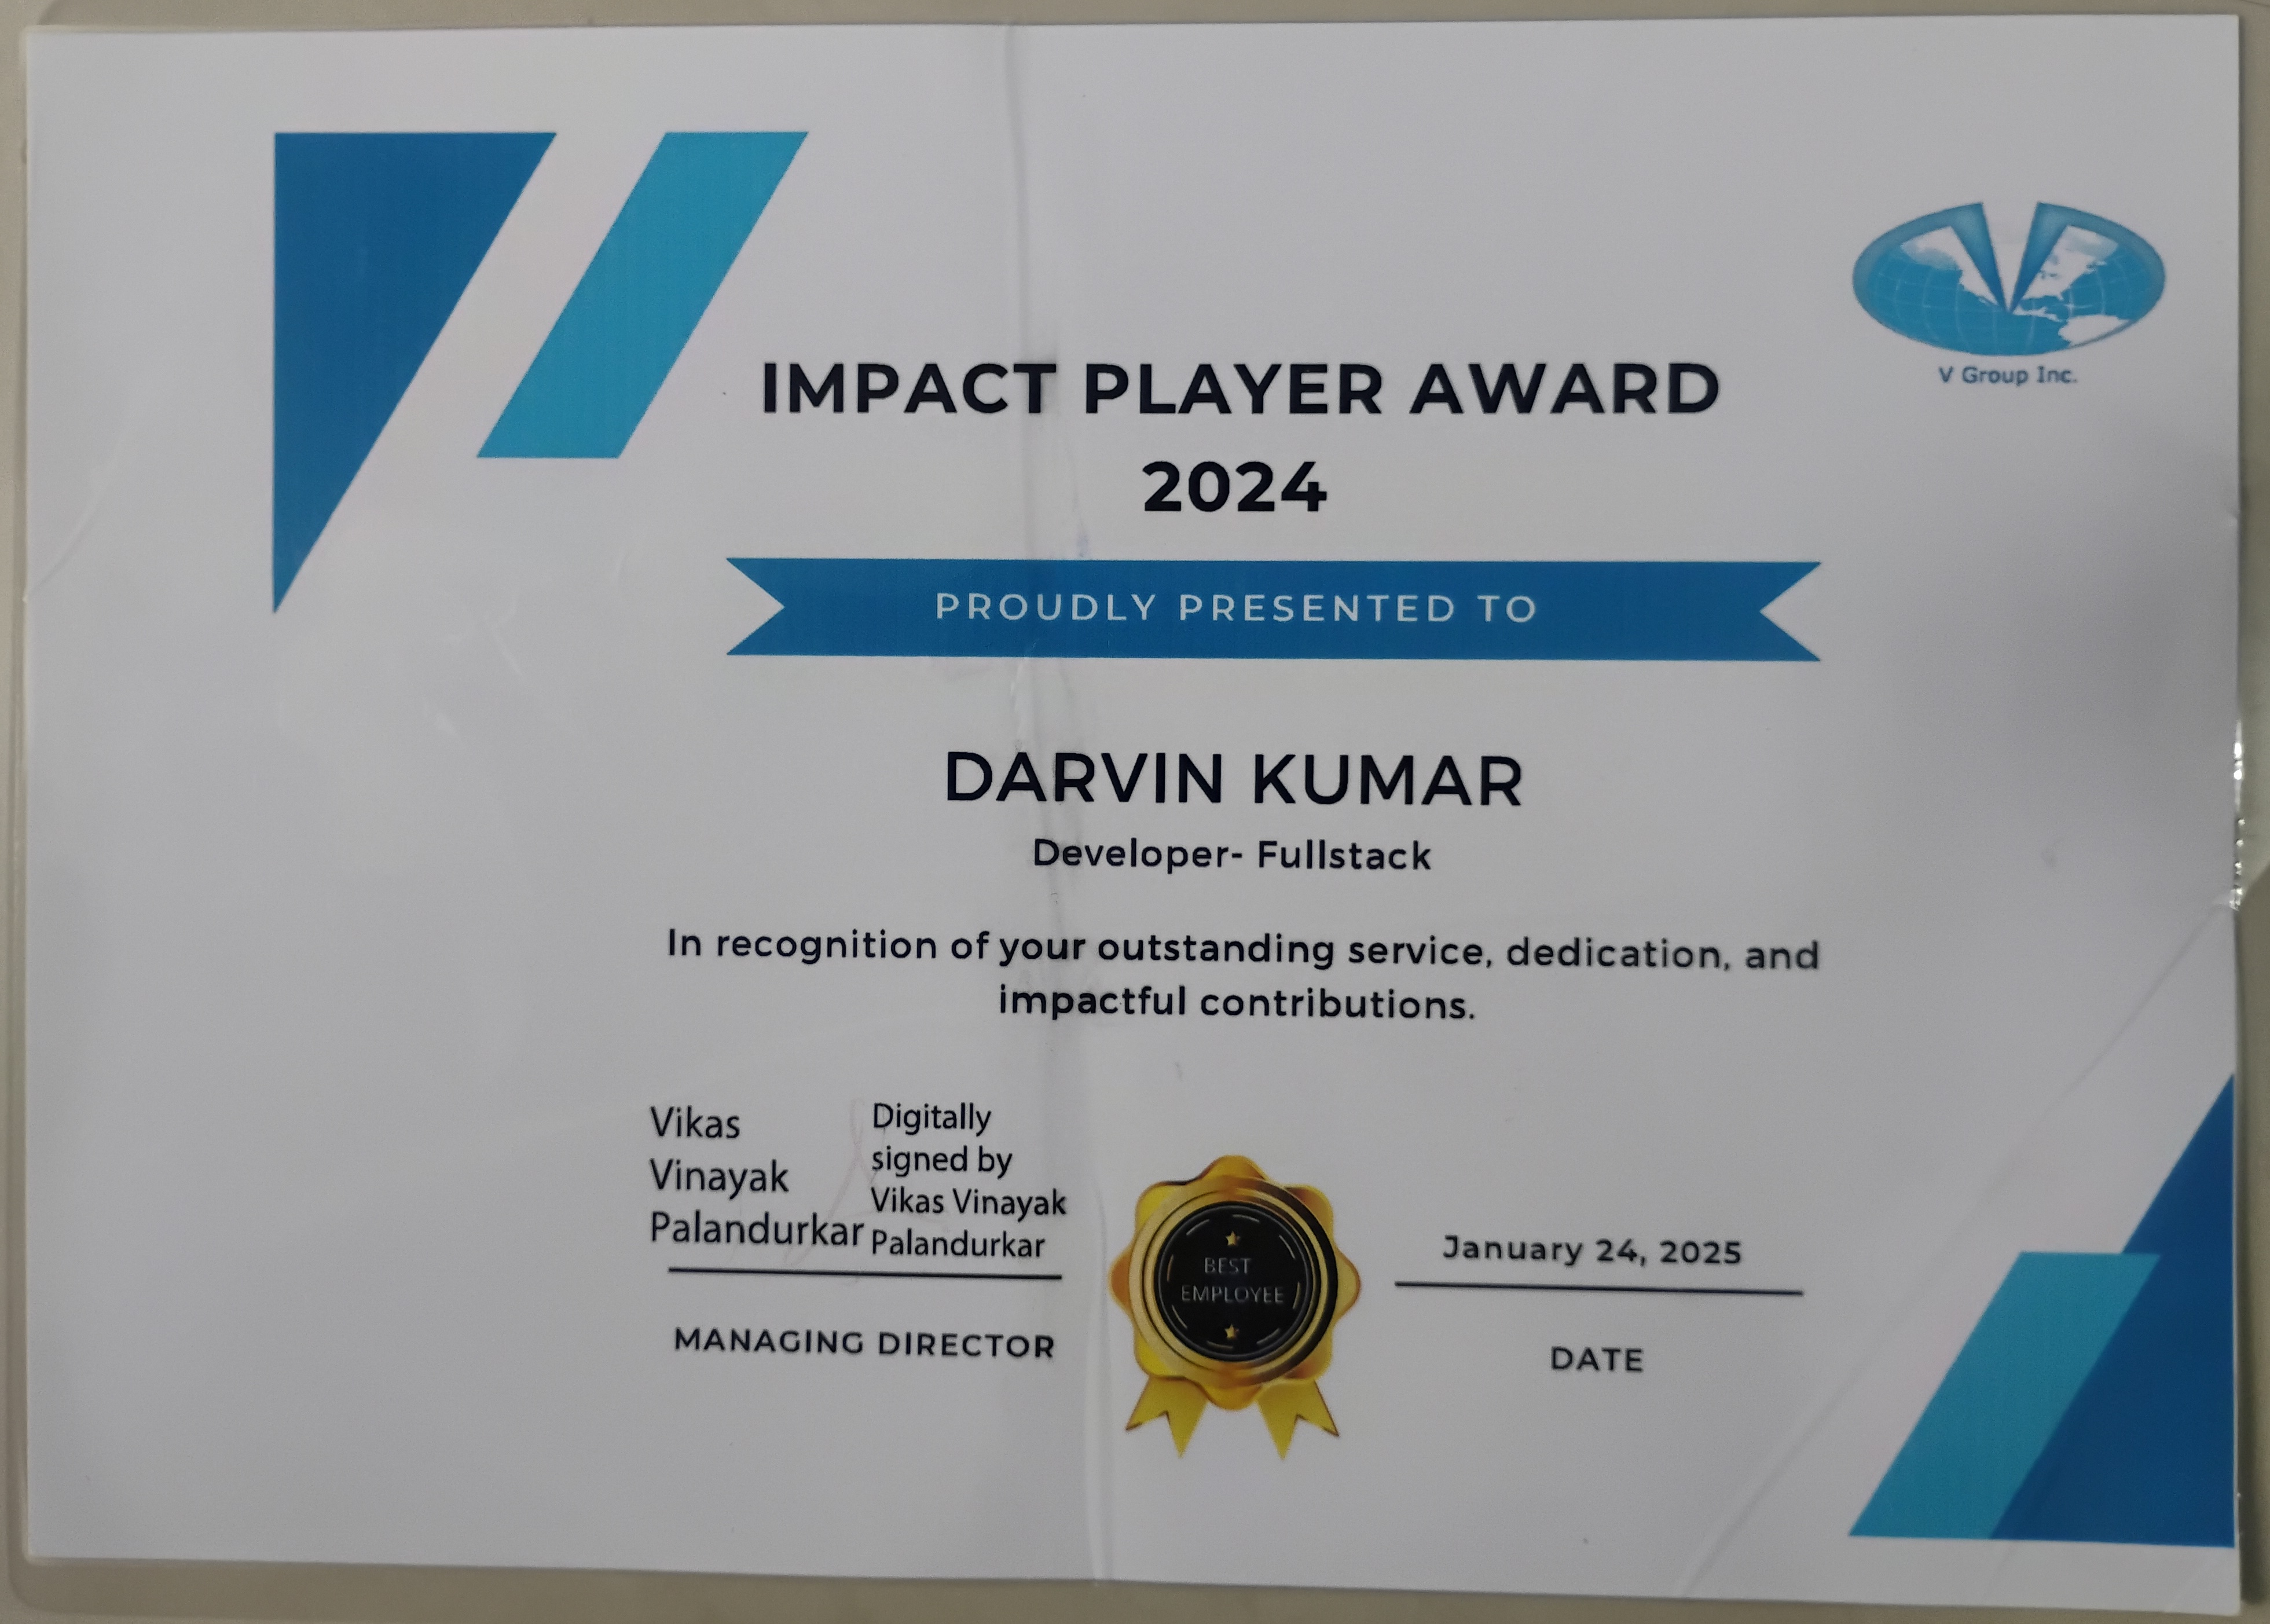 V Group Inc.
IMPACT PLAYER AWARD
2024
PROUDLY PRESENTED TO
DARVIN KUMAR
Developer- Fullstack
In recognition of your outstanding service, dedication, and
impactful contributions.
Vikas
Vinayak
Palandurkar
Digitally
signed by
Vikas Vinayak
Palandurkar
MANAGING DIRECTOR
BEST
EMPLOYEE
January 24, 2025
DATE